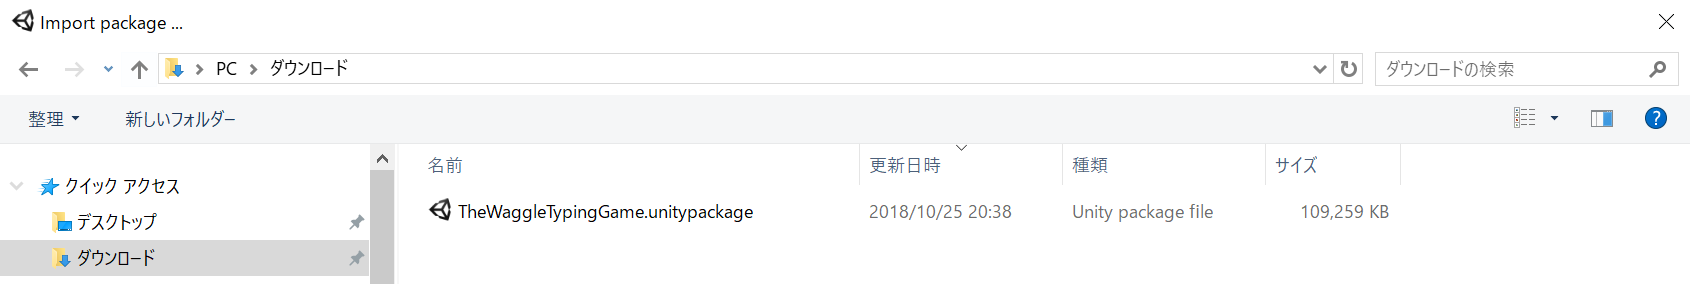 Import package ...
PC ダウンロード
ダウンロードの検索
整理 新しいフォルダー
?
名前 更新日時 種類 サイズ
クイック アクセス
デスクトップ
TheWaggleTypingGame.unitypackage 2018/10/25 20:38 Unity package file 109,259 KB
ダウンロード